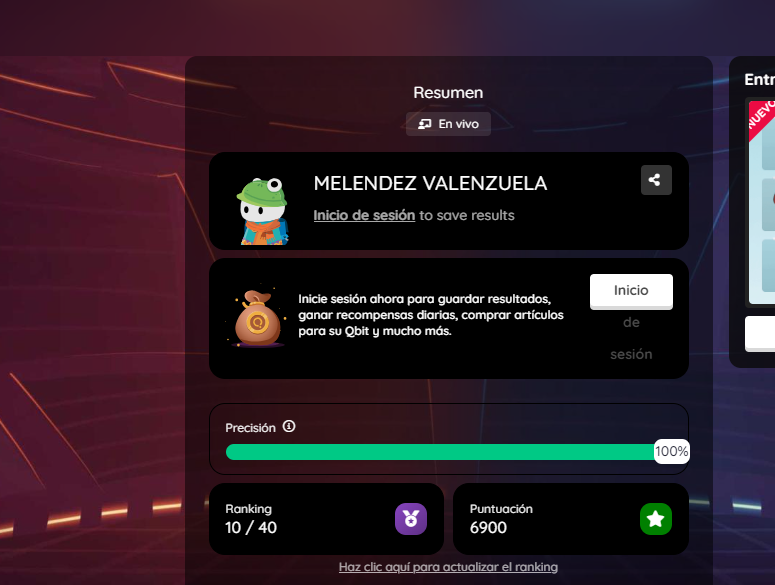 Resumen
En vivo
MELENDEZ VALENZUELA
Inicio de sesión to save results
Inicie sesión ahora para guardar resultados,
ganar recompensas diarias, comprar artículos
para su Qbit y mucho más.
Inicio
de
sesión
Precisión
100%
Ranking
10 / 40
Puntuación
6900
Haz clic aquí para actualizar el ranking
Entr
NUEVO